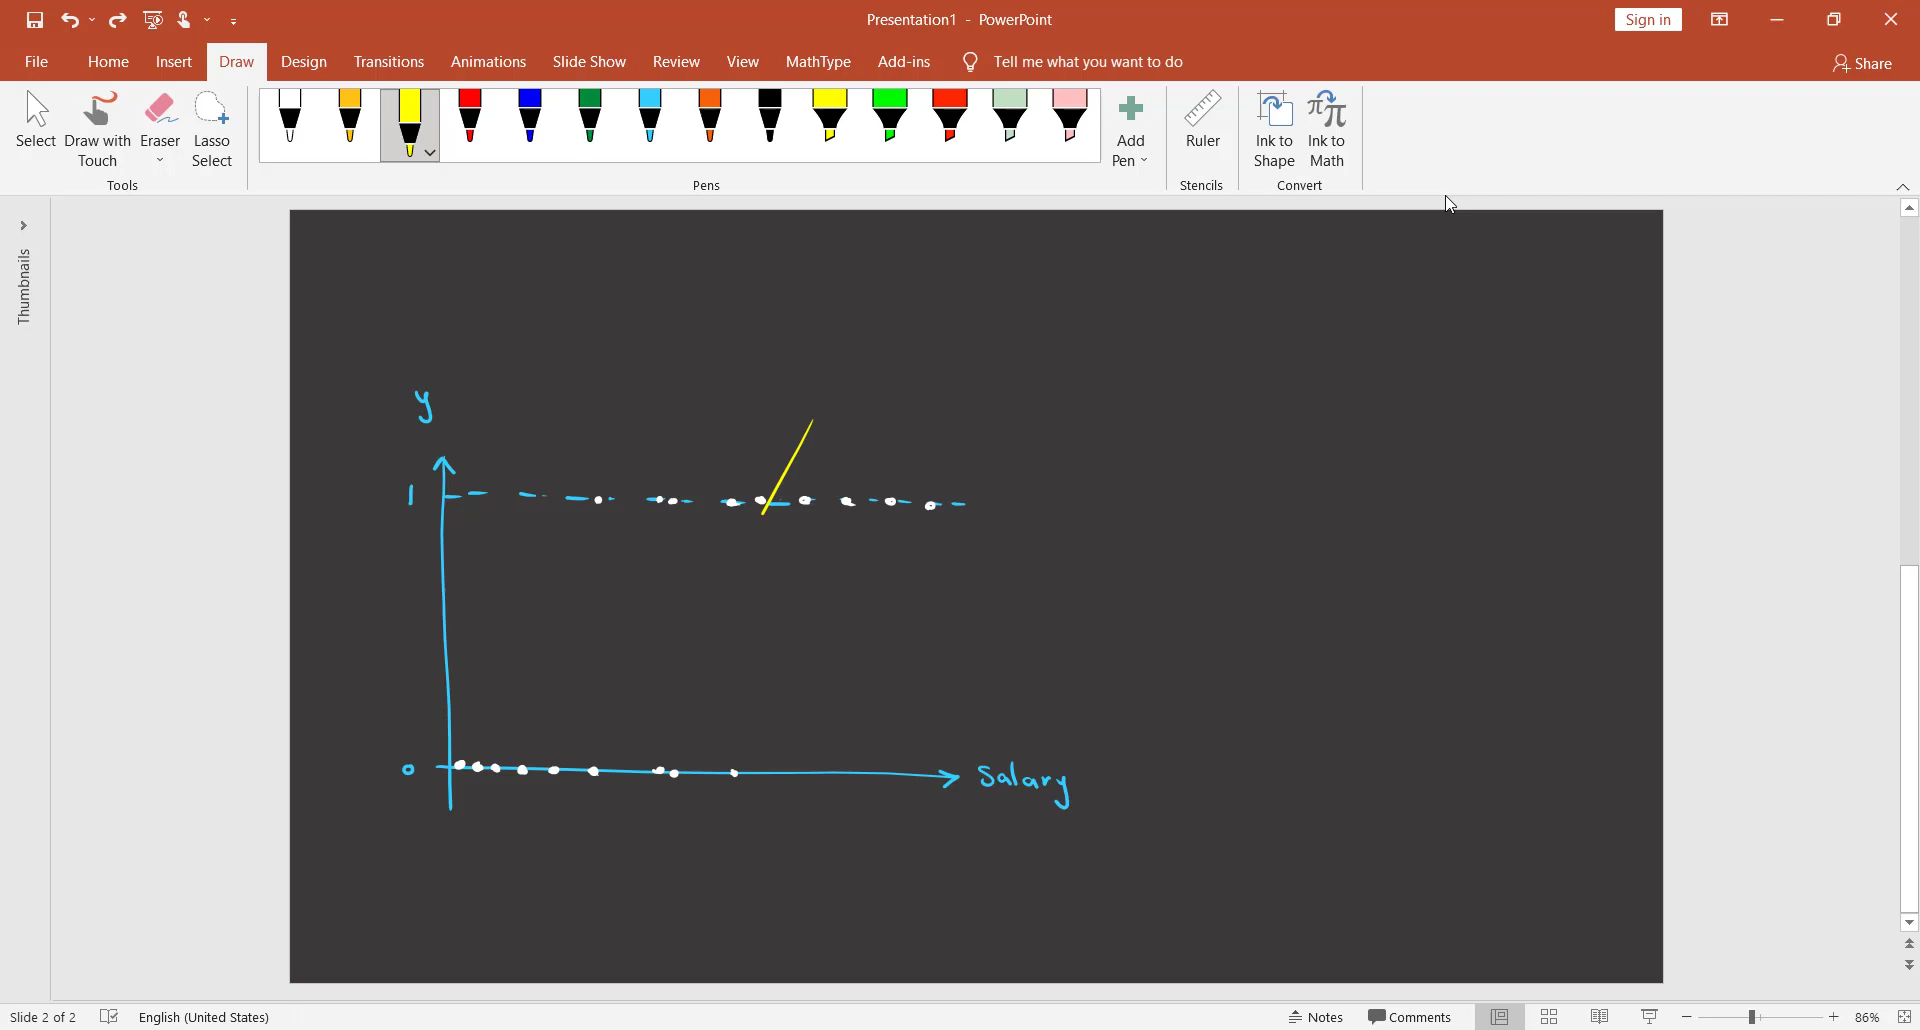 Presentation1 - PowerPoint
Sign in
File Home Insert Draw Design Transitions Animations Slide Show Review View MathType Add-ins Tell me what you want to do Share
Select
Draw with Touch
Eraser
Lasso Select
Add Pen
Ruler
Ink to Shape
Ink to Math
Tools
Pens
Stencils
Convert
Thumbnails
y
1
0
Salary
Slide 2 of 2
English (United States)
Notes
Comments
86%